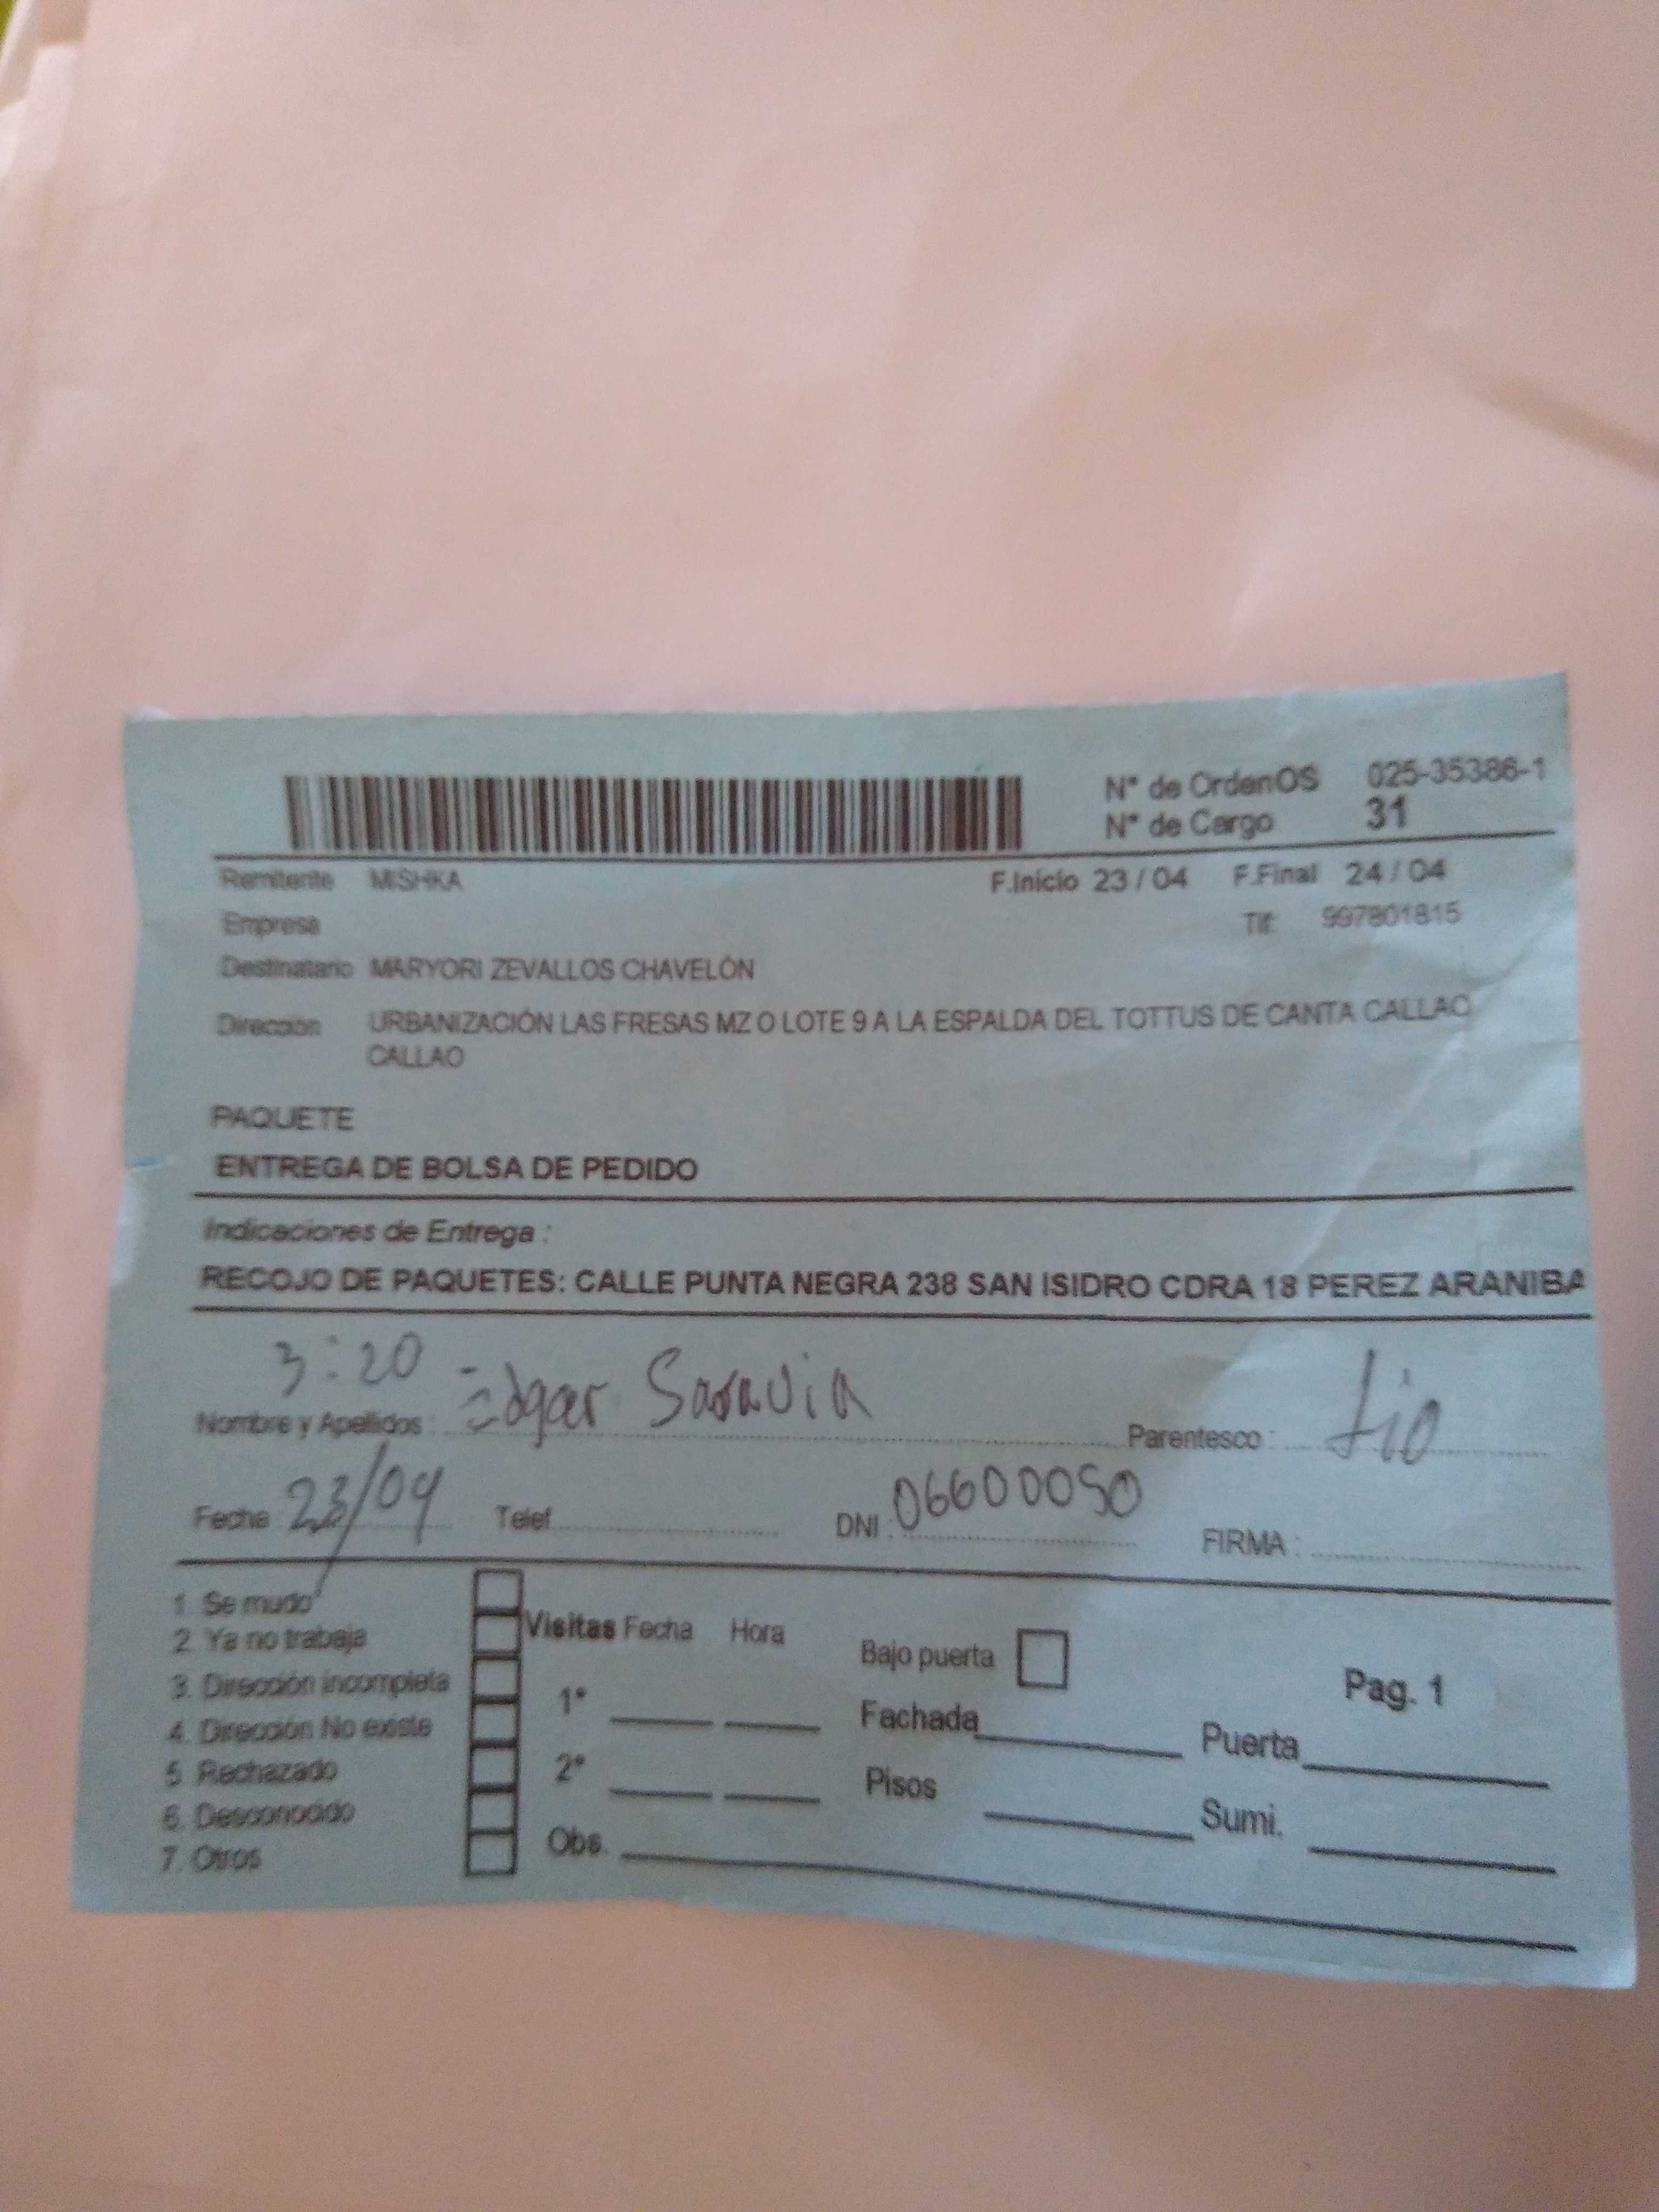 N° de OrdenOS 025-35386-1
N° de Cargo 31
Remitente MISHKA F.Inicio 23 / 04 F.Final 24 / 04
Empresa Tlf: 997801815
Destinatario MARYORI ZEVALLOS CHAVELÓN
Dirección URBANIZACIÓN LAS FRESAS MZ O LOTE 9 A LA ESPALDA DEL TOTTUS DE CANTA CALLAO
CALLAO
PAQUETE
ENTREGA DE BOLSA DE PEDIDO
Indicaciones de Entrega :
RECOJO DE PAQUETES: CALLE PUNTA NEGRA 238 SAN ISIDRO CDRA 18 PEREZ ARANIBA
3:20
Nombre y Apellidos : Edgar Saravia Parentesco : tio
Fecha 23/04 Telef. DNI : 06600050 FIRMA :
1. Se mudo
2. Ya no trabaja
3. Dirección incompleta
4. Dirección No existe
5. Rechazado
6. Desconocido
7. Otros
Visitas Fecha Hora
1°
2°
Obs.
Bajo puerta
Fachada
Pisos
Pag. 1
Puerta
Sumi.